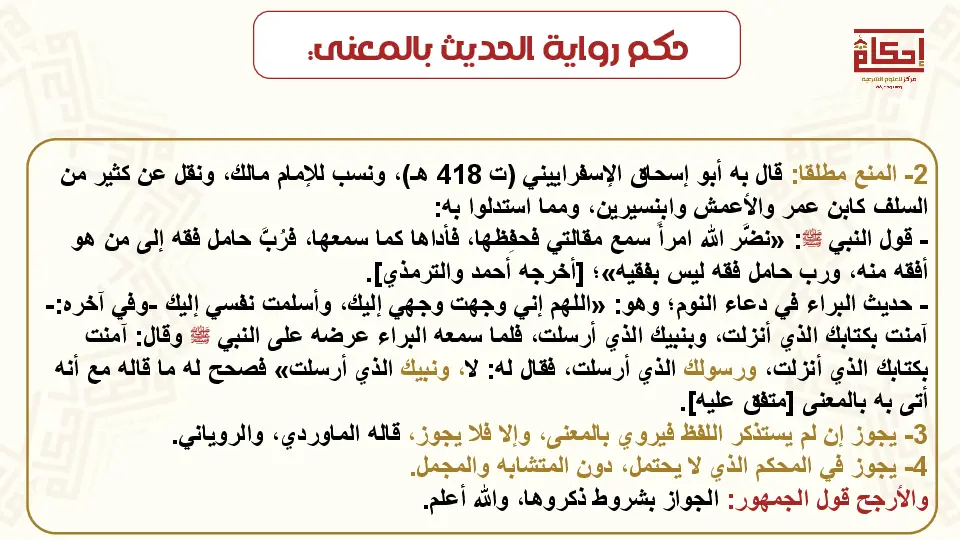 حكم رواية الحديث بالمعنى:
إحكام
مركز للعلوم الشرعية
2- المنع مطلقا: قال به أبو إسحاق الإسفراييني (ت 418 هـ)، ونسب للإمام مالك، ونقل عن كثير من
السلف كابن عمر والأعمش وابنسيرين، ومما استدلوا به:
- قول النبي ﷺ: «نضَّر الله امرأً سمع مقالتي فحفِظها، فأداها كما سمعها، فرُبَّ حامل فقه إلى من هو
أفقه منه، ورب حامل فقه ليس بفقيه»؛ [أخرجه أحمد والترمذي].
- حديث البراء في دعاء النوم؛ وهو: «اللهم إني وجهت وجهي إليك، وأسلمت نفسي إليك -وفي آخره:-
آمنت بكتابك الذي أنزلت، وبنبيك الذي أرسلت، فلما سمعه البراء عرضه على النبي ﷺ وقال: آمنت
بكتابك الذي أنزلت، ورسولك الذي أرسلت، فقال له: لا، ونبيك الذي أرسلت» فصحح له ما قاله مع أنه
أتى به بالمعنى [متفق عليه].
3- يجوز إن لم يستذكر اللفظ فيروي بالمعنى، وإلا فلا يجوز، قاله الماوردي، والروياني.
4- يجوز في المحكم الذي لا يحتمل، دون المتشابه والمجمل.
والأرجح قول الجمهور: الجواز بشروط ذكروها، والله أعلم.